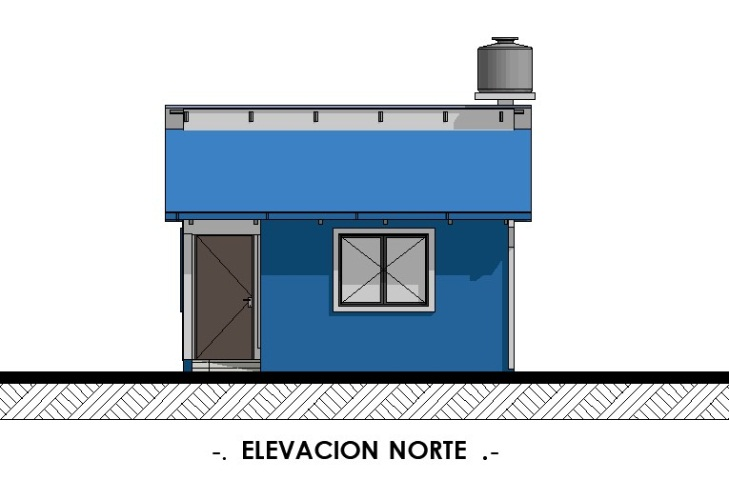 -. ELEVACION NORTE .-